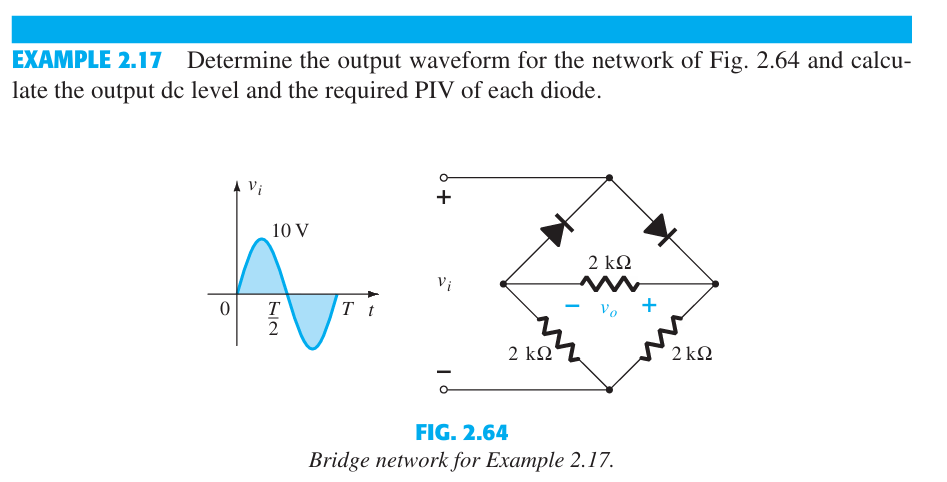 EXAMPLE 2.17 Determine the output waveform for the network of Fig. 2.64 and calcu-
late the output dc level and the required PIV of each diode.
vi
10 V
0
T
2
T
t
+
vi
−
2 kΩ
− vo +
2 kΩ
2 kΩ
FIG. 2.64
Bridge network for Example 2.17.